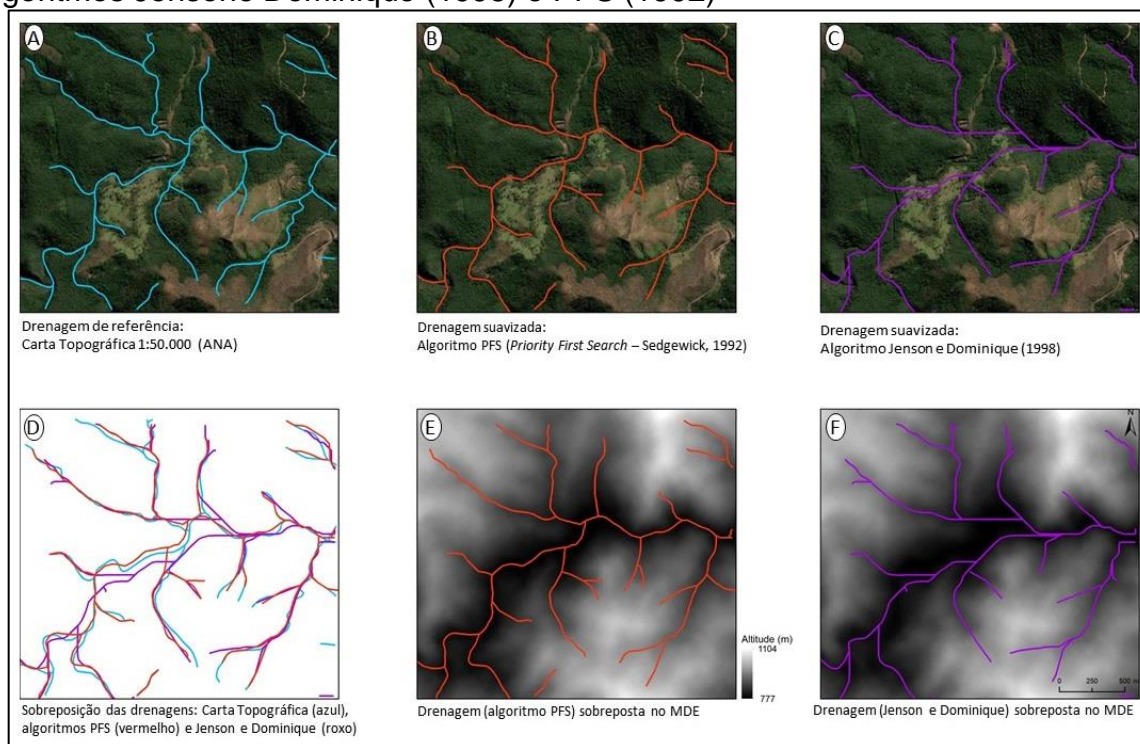 goritmos Jenson e Dominique (1998) e PFS (1992)
A
B
C
Drenagem de referência:
Carta Topográfica 1:50.000 (ANA)
Drenagem suavizada:
Algoritmo PFS (Priority First Search – Sedgewick, 1992)
Drenagem suavizada:
Algoritmo Jenson e Dominique (1998)
D
E
F
N
Altitude (m)
1104
777
0 250 500 m
Sobreposição das drenagens: Carta Topográfica (azul),
algoritmos PFS (vermelho) e Jenson e Dominique (roxo)
Drenagem (algoritmo PFS) sobreposta no MDE
Drenagem (Jenson e Dominique) sobreposta no MDE